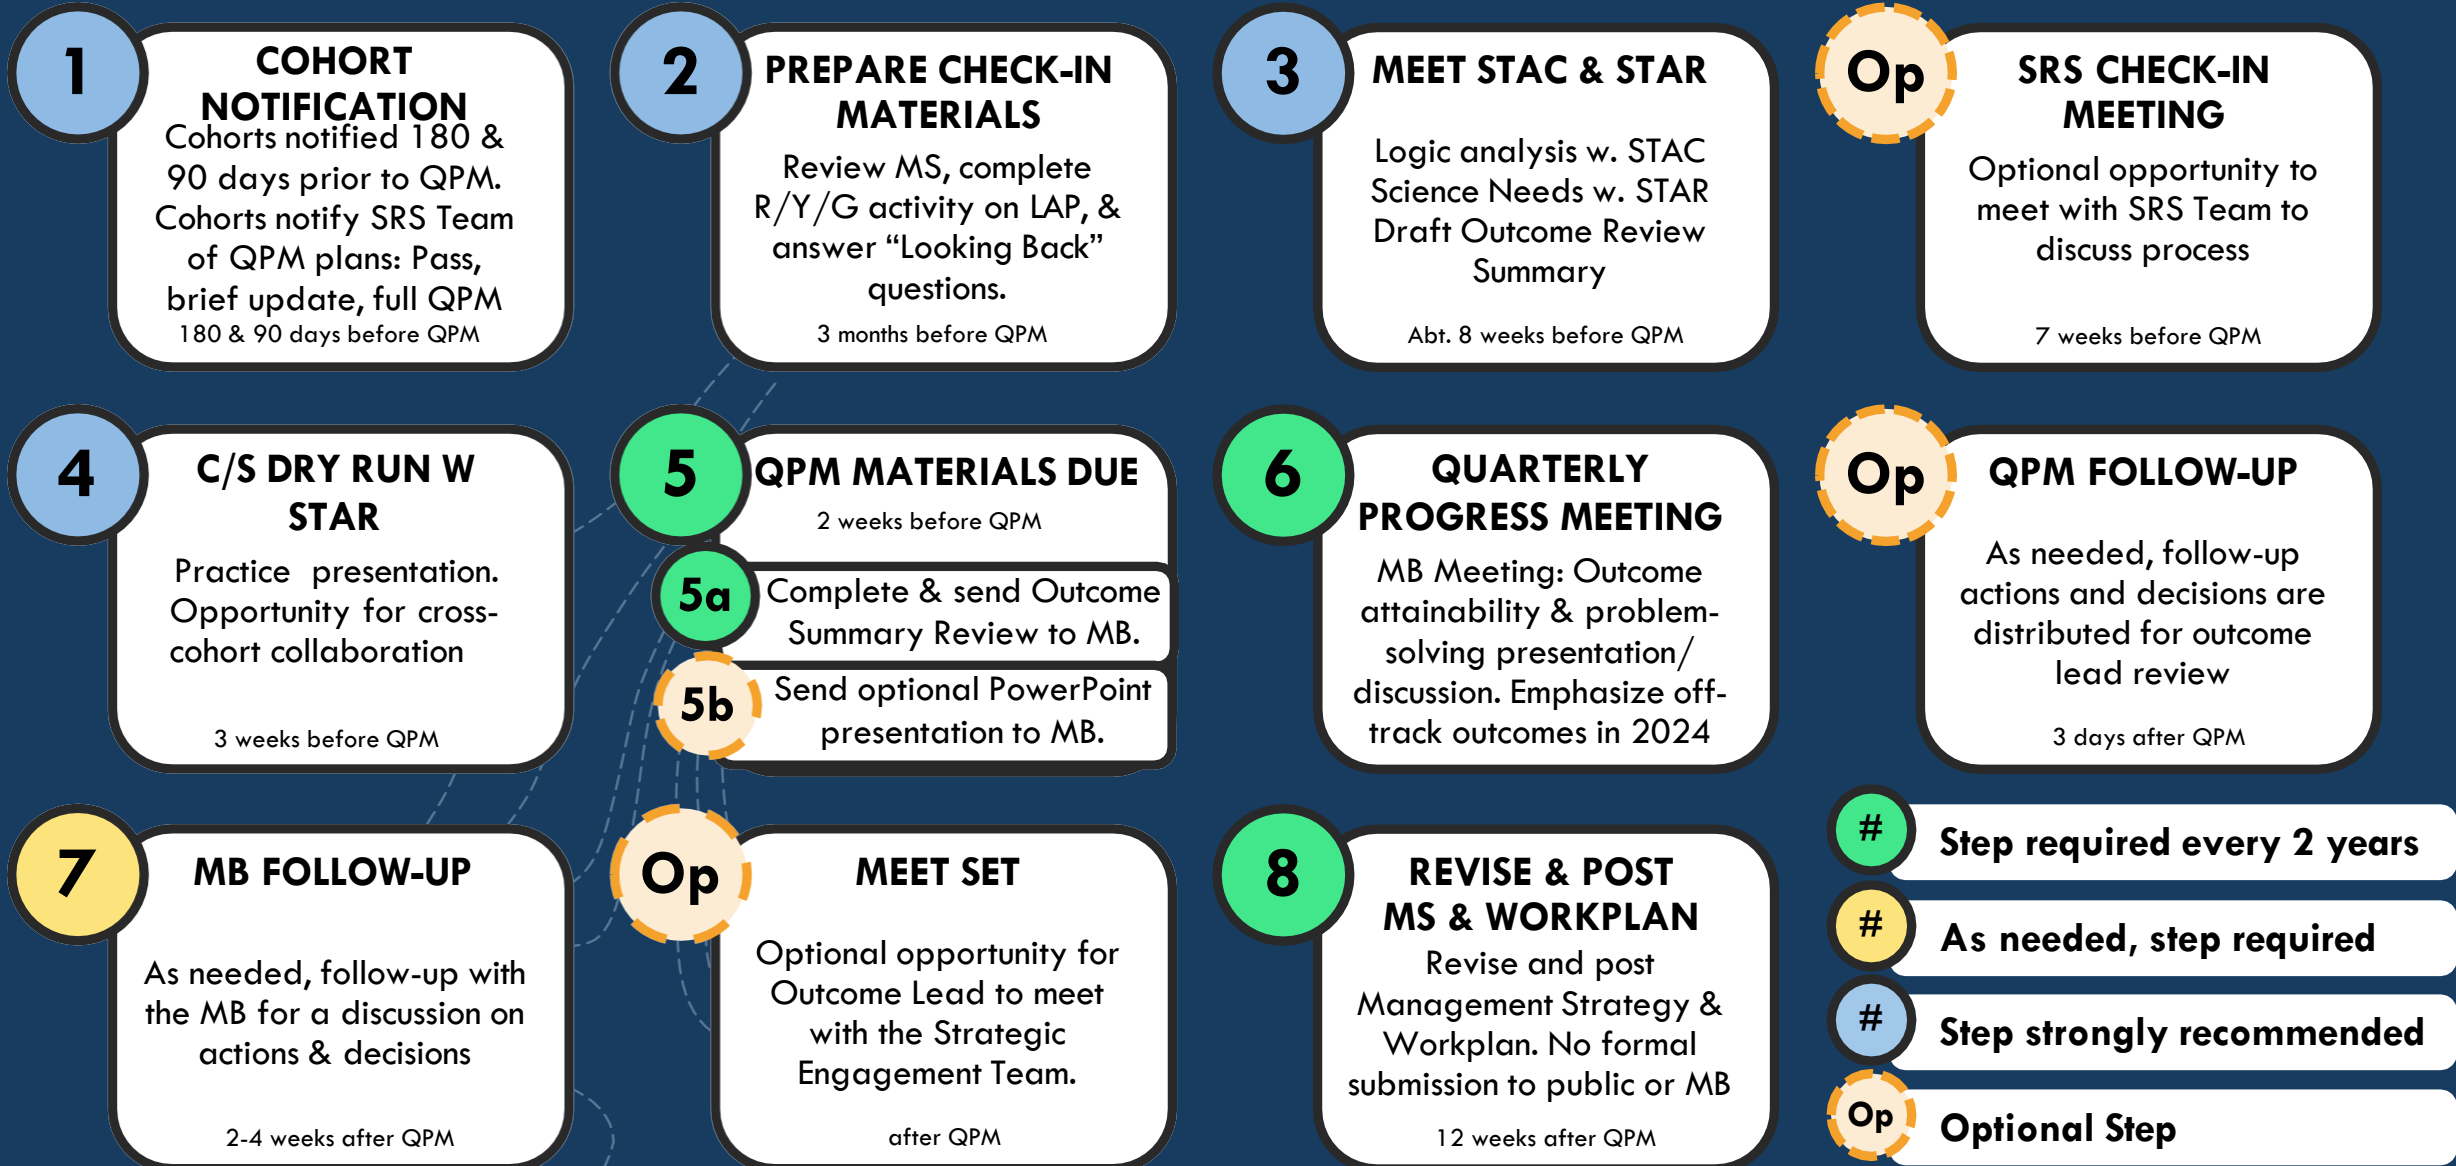 1
COHORT
NOTIFICATION
Cohorts notified 180 &
90 days prior to QPM.
Cohorts notify SRS Team
of QPM plans: Pass,
brief update, full QPM
180 & 90 days before QPM
2
PREPARE CHECK-IN
MATERIALS
Review MS, complete
R/Y/G activity on LAP, &
answer “Looking Back”
questions.
3 months before QPM
3
MEET STAC & STAR
Logic analysis w. STAC
Science Needs w. STAR
Draft Outcome Review
Summary
Abt. 8 weeks before QPM
Op
SRS CHECK-IN
MEETING
Optional opportunity to
meet with SRS Team to
discuss process
7 weeks before QPM
4
C/S DRY RUN W
STAR
Practice presentation.
Opportunity for cross-
cohort collaboration
3 weeks before QPM
5
QPM MATERIALS DUE
2 weeks before QPM
5a
Complete & send Outcome
Summary Review to MB.
5b
Send optional PowerPoint
presentation to MB.
6
QUARTERLY
PROGRESS MEETING
MB Meeting: Outcome
attainability & problem-
solving presentation/
discussion. Emphasize off-
track outcomes in 2024
Op
QPM FOLLOW-UP
As needed, follow-up
actions and decisions are
distributed for outcome
lead review
3 days after QPM
7
MB FOLLOW-UP
As needed, follow-up with
the MB for a discussion on
actions & decisions
2-4 weeks after QPM
Op
MEET SET
Optional opportunity for
Outcome Lead to meet
with the Strategic
Engagement Team.
after QPM
8
REVISE & POST
MS & WORKPLAN
Revise and post
Management Strategy &
Workplan. No formal
submission to public or MB
12 weeks after QPM
# Step required every 2 years
# As needed, step required
# Step strongly recommended
Op Optional Step